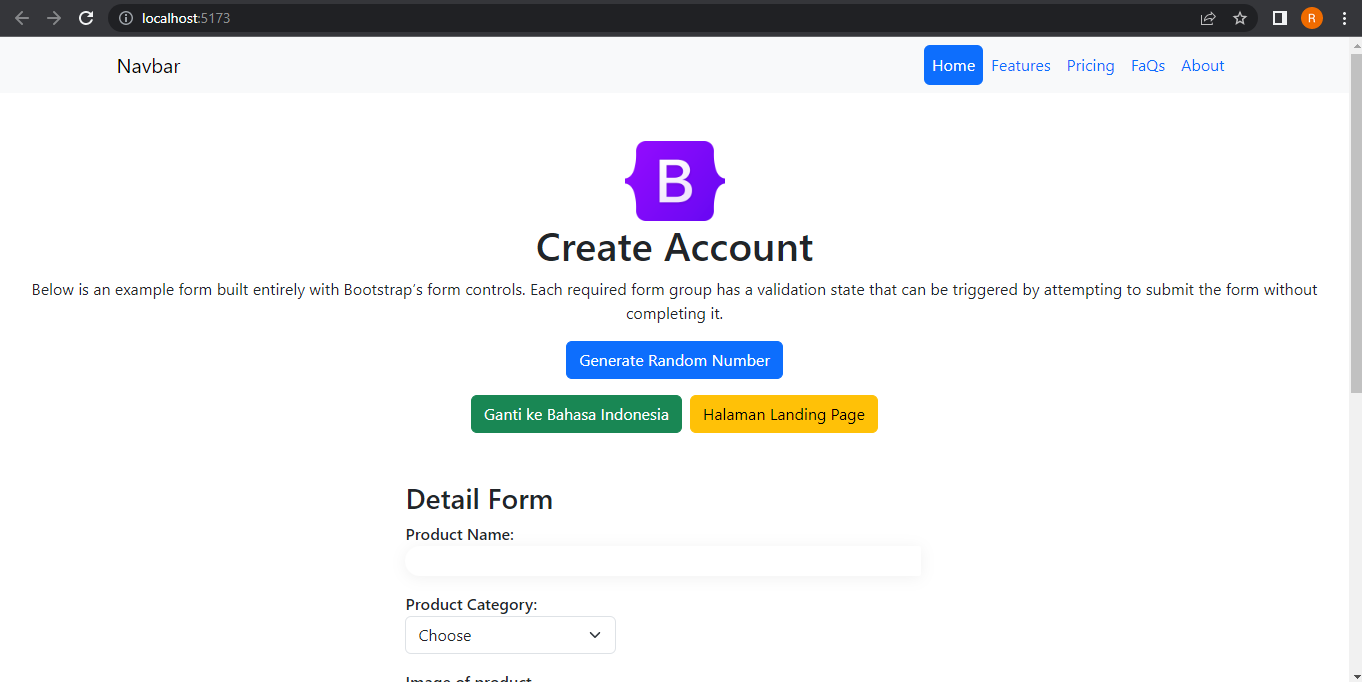 localhost:5173
R
Navbar
Home Features Pricing FaQs About
B
Create Account
Below is an example form built entirely with Bootstrap’s form controls. Each required form group has a validation state that can be triggered by attempting to submit the form without
completing it.
Generate Random Number
Ganti ke Bahasa Indonesia Halaman Landing Page
Detail Form
Product Name:
Product Category:
Choose
Image of product